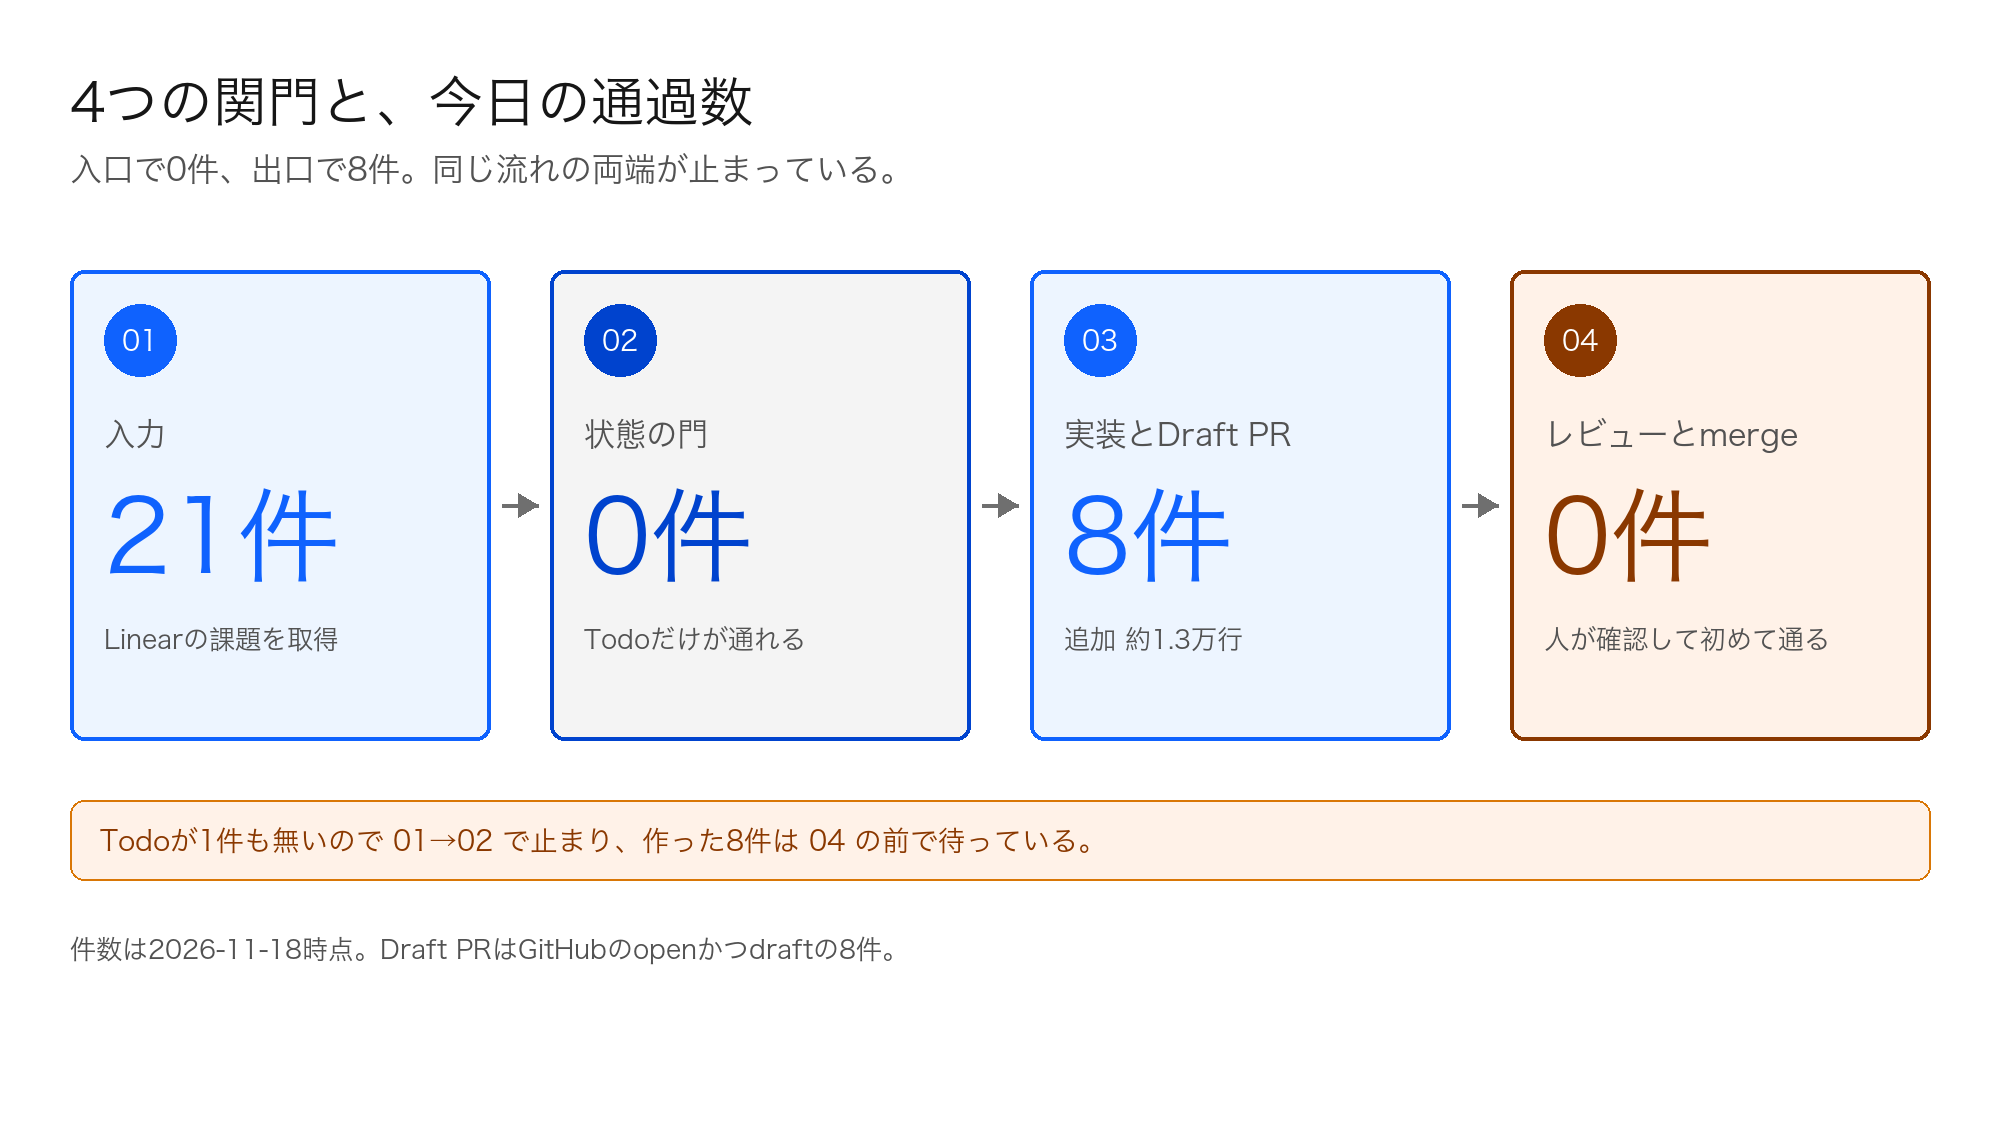 4つの関門と、今日の通過数
入口で0件、出口で8件。同じ流れの両端が止まっている。
01
入力
21件
Linearの課題を取得
02
状態の門
0件
Todoだけが通れる
03
実装とDraft PR
8件
追加 約1.3万行
04
レビューとmerge
0件
人が確認して初めて通る
Todoが1件も無いので 01→02 で止まり、作った8件は 04 の前で待っている。
件数は2026-11-18時点。Draft PRはGitHubのopenかつdraftの8件。